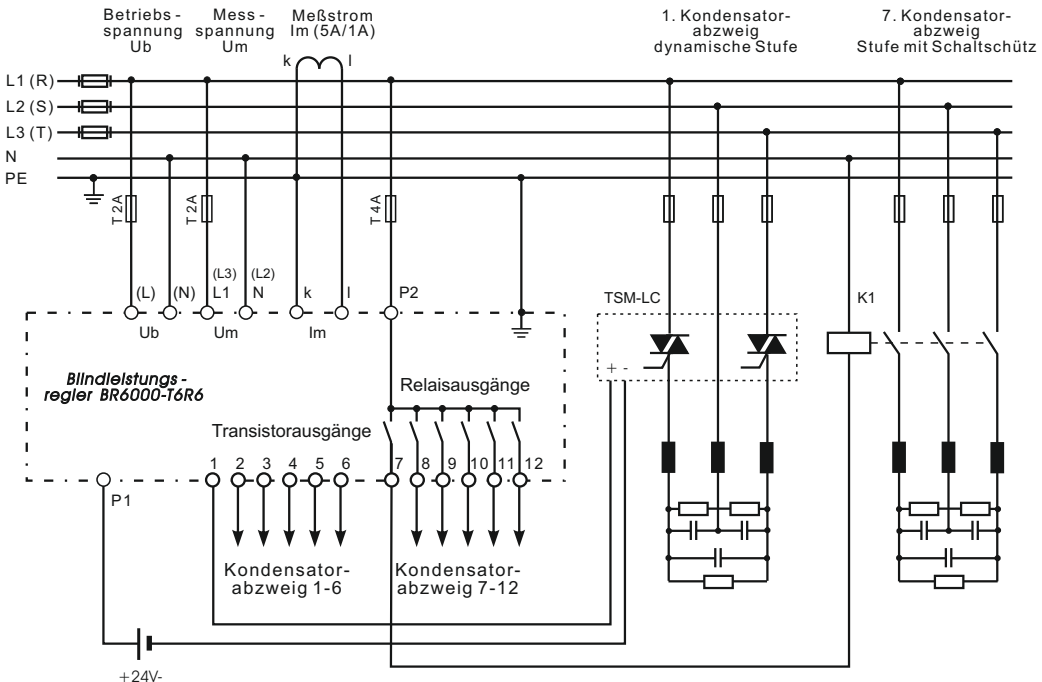 Betriebs-
spannung
Ub
Mess-
spannung
Um
Meßstrom
Im (5A/1A)
k l
1. Kondensator-
abzweig
dynamische Stufe
7. Kondensator-
abzweig
Stufe mit Schaltschütz
L1 (R)
L2 (S)
L3 (T)
N
PE
T 2A
T 2A
T 4A
(L3) (L2)
(L) (N) L1 N k l P2
Ub Um Im
TSM-LC
K1
+ -
Blindleistungs-
regler BR6000-T6R6
Relaisausgänge
Transistorausgänge
1 2 3 4 5 6 7 8 9 10 11 12
P1
Kondensator-
abzweig 1-6
Kondensator-
abzweig 7-12
+24V-